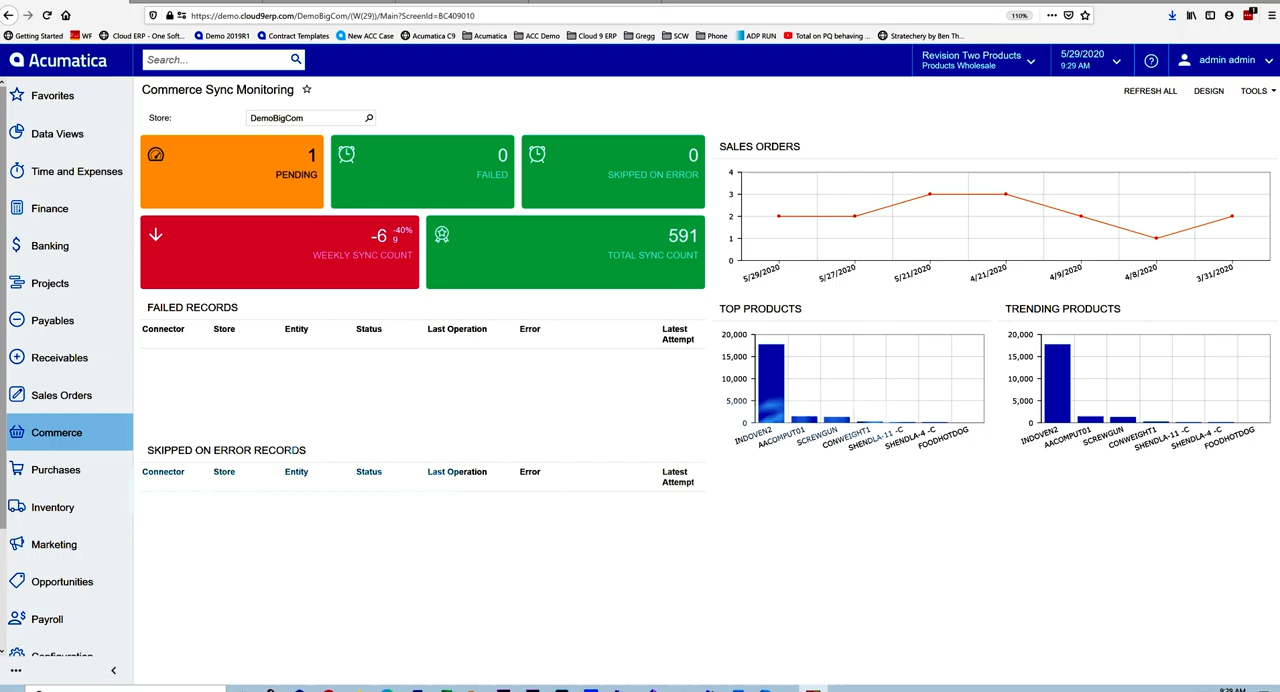 https://demo.cloud9erp.com/DemoBigCom/(W(29))/Main?ScreenId=BC409010
110%
Getting Started
WF
Cloud ERP - One Soft...
Demo 2019R1
Contract Templates
New ACC Case
Acumatica C9
Acumatica
ACC Demo
Cloud 9 ERP
Gregg
SCW
Phone
ADP RUN
Total on PQ behaving ...
Stratechery by Ben Th...
Acumatica
Search...
Revision Two Products
Products Wholesale
5/29/2020
9:29 AM
admin admin
Favorites
Data Views
Time and Expenses
Finance
Banking
Projects
Payables
Receivables
Sales Orders
Commerce
Purchases
Inventory
Marketing
Opportunities
Payroll
Configuration
Commerce Sync Monitoring
REFRESH ALL
DESIGN
TOOLS
Store:
DemoBigCom
1
PENDING
0
FAILED
0
SKIPPED ON ERROR
-6
-40%
9
WEEKLY SYNC COUNT
591
TOTAL SYNC COUNT
FAILED RECORDS
Connector Store Entity Status Last Operation Error Latest
Attempt
SKIPPED ON ERROR RECORDS
Connector Store Entity Status Last Operation Error Latest
Attempt
SALES ORDERS
4
3
2
1
0
5/29/2020 5/27/2020 5/21/2020 4/21/2020 4/9/2020 4/8/2020 3/31/2020
TOP PRODUCTS
20,000
15,000
10,000
5,000
0
INDOVEN2 AACOMPUT01 SCREWGUN CONWEIGHT1 SHENDLA-11 -C SHENDLA-4 -C FOODHOTDOG
TRENDING PRODUCTS
20,000
15,000
10,000
5,000
0
INDOVEN2 AACOMPUT01 SCREWGUN CONWEIGHT1 SHENDLA-11 -C SHENDLA-4 -C FOODHOTDOG
9:29 AM